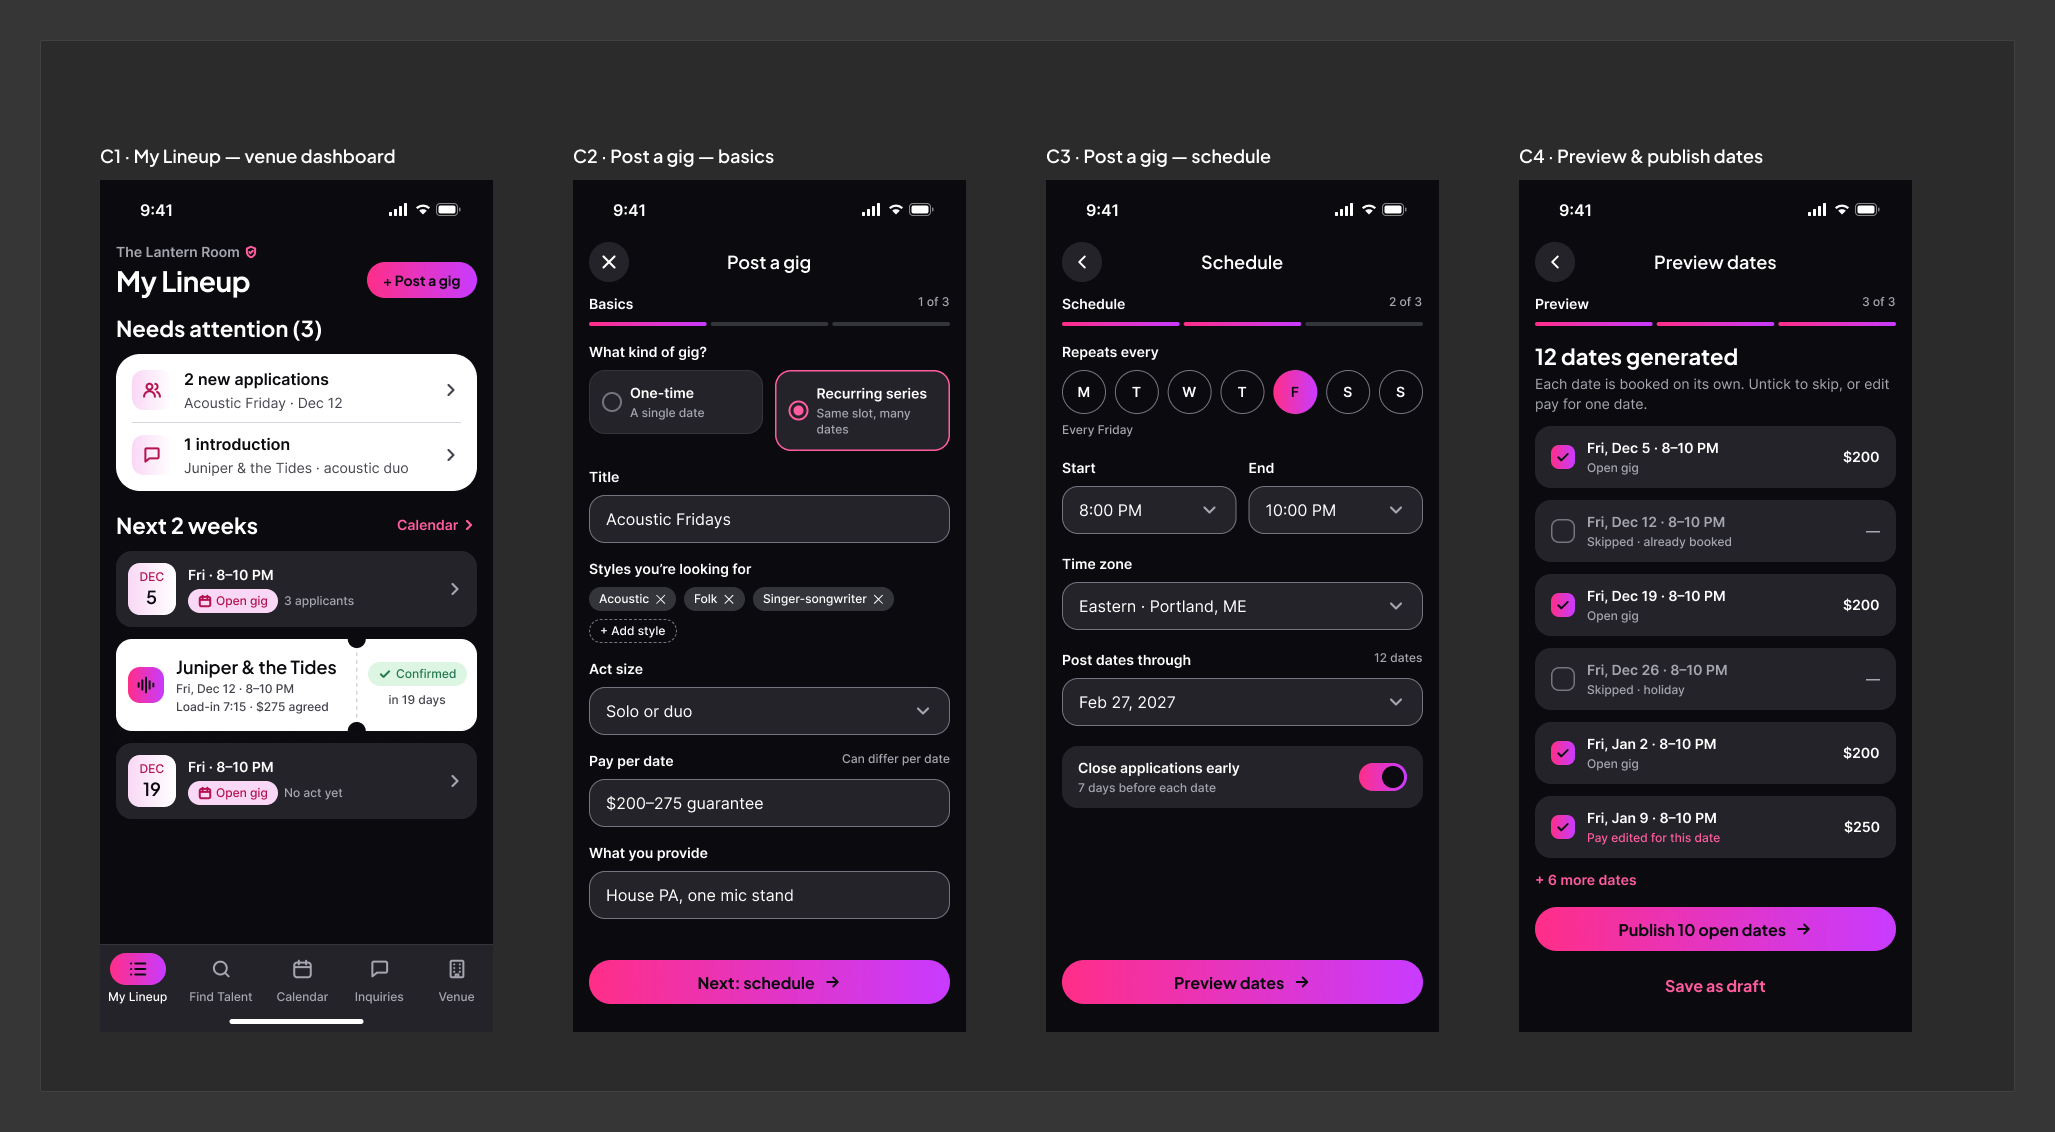 C1 · My Lineup — venue dashboard
9:41
The Lantern Room
My Lineup
+ Post a gig
Needs attention (3)
2 new applications
Acoustic Friday · Dec 12
1 introduction
Juniper & the Tides · acoustic duo
Next 2 weeks
Calendar
DEC
5
Fri · 8–10 PM
Open gig
3 applicants
Juniper & the Tides
Fri, Dec 12 · 8–10 PM
Load-in 7:15 · $275 agreed
Confirmed
in 19 days
DEC
19
Fri · 8–10 PM
Open gig
No act yet
My Lineup
Find Talent
Calendar
Inquiries
Venue
C2 · Post a gig — basics
9:41
Post a gig
Basics
1 of 3
What kind of gig?
One-time
A single date
Recurring series
Same slot, many
dates
Title
Acoustic Fridays
Styles you’re looking for
Acoustic
Folk
Singer-songwriter
+ Add style
Act size
Solo or duo
Pay per date
Can differ per date
$200–275 guarantee
What you provide
House PA, one mic stand
Next: schedule
C3 · Post a gig — schedule
9:41
Schedule
Schedule
2 of 3
Repeats every
M T W T F S S
Every Friday
Start
End
8:00 PM
10:00 PM
Time zone
Eastern · Portland, ME
Post dates through
12 dates
Feb 27, 2027
Close applications early
7 days before each date
Preview dates
C4 · Preview & publish dates
9:41
Preview dates
Preview
3 of 3
12 dates generated
Each date is booked on its own. Untick to skip, or edit
pay for one date.
Fri, Dec 5 · 8–10 PM
Open gig
$200
Fri, Dec 12 · 8–10 PM
Skipped · already booked
—
Fri, Dec 19 · 8–10 PM
Open gig
$200
Fri, Dec 26 · 8–10 PM
Skipped · holiday
—
Fri, Jan 2 · 8–10 PM
Open gig
$200
Fri, Jan 9 · 8–10 PM
Pay edited for this date
$250
+ 6 more dates
Publish 10 open dates
Save as draft